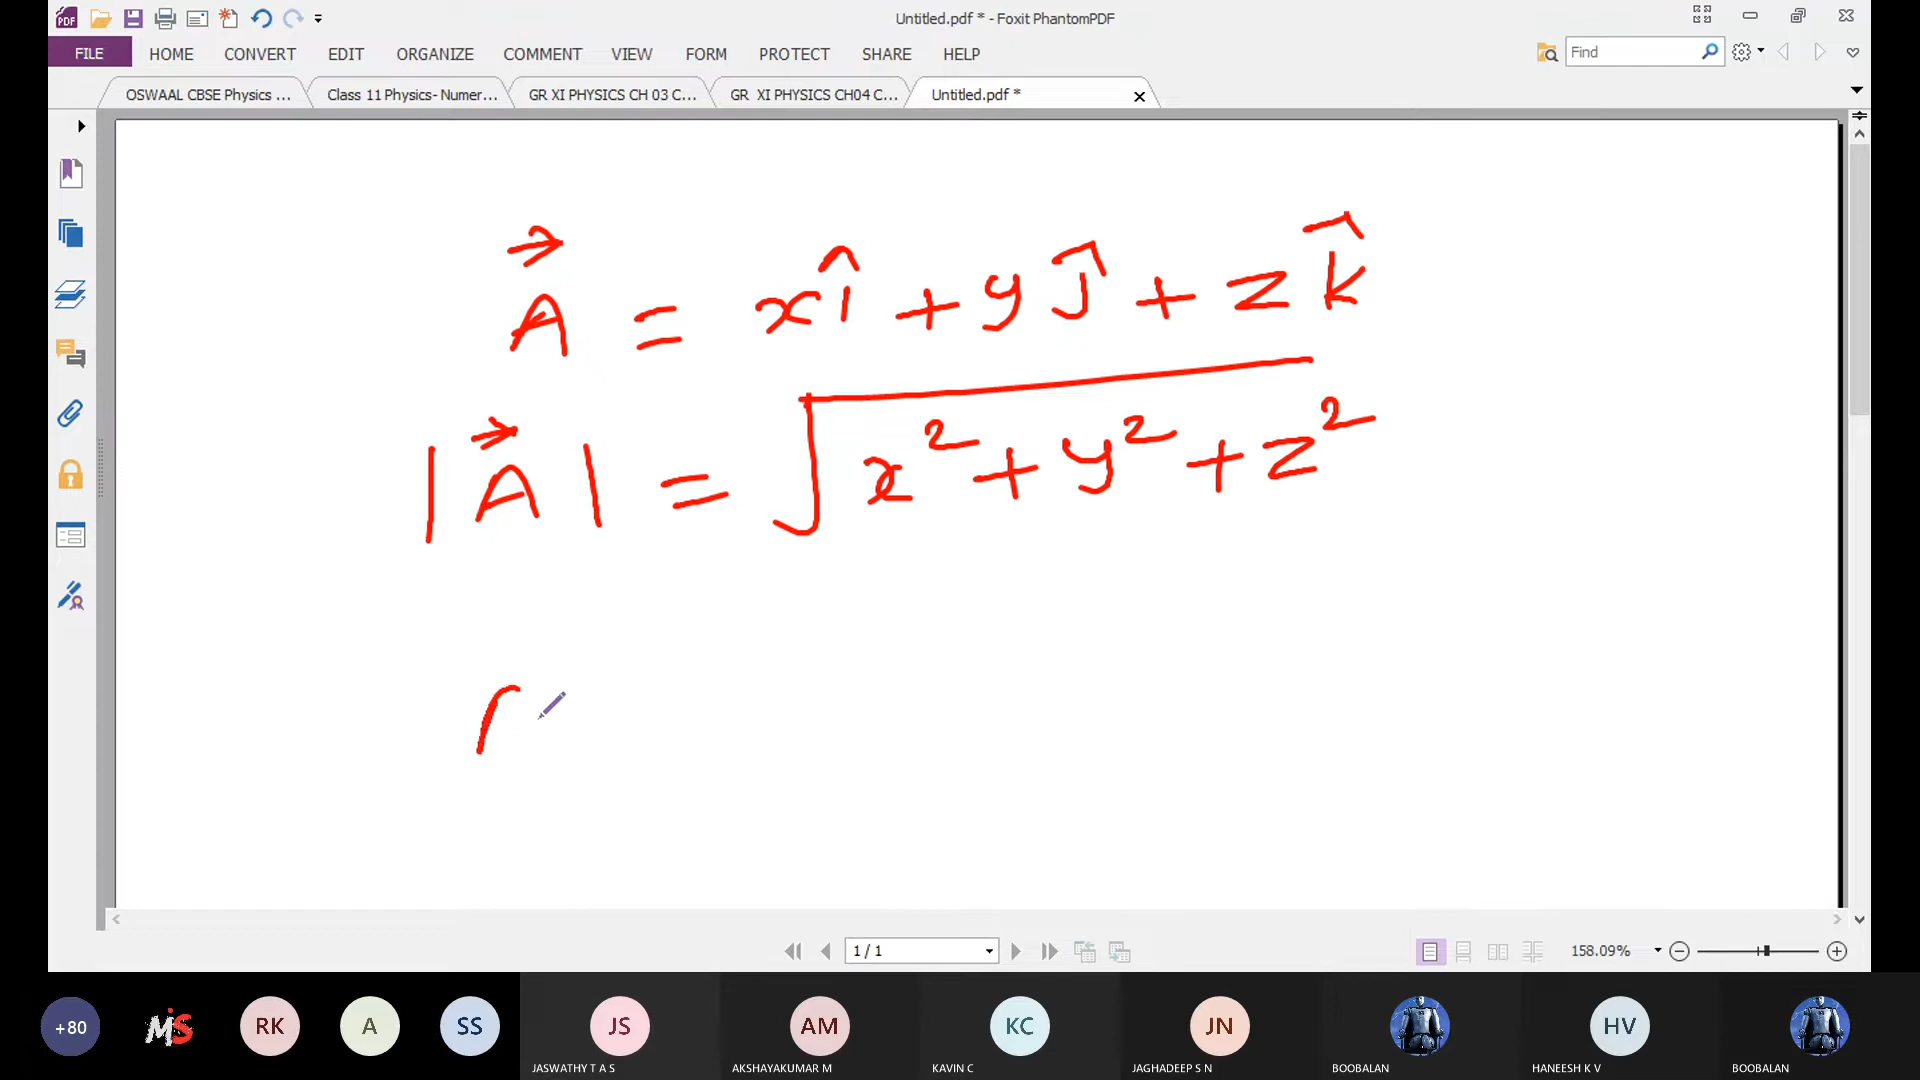 Untitled.pdf * - Foxit PhantomPDF
FILE HOME CONVERT EDIT ORGANIZE COMMENT VIEW FORM PROTECT SHARE HELP Find
OSWAAL CBSE Physics ... Class 11 Physics- Numer... GR XI PHYSICS CH 03 C... GR XI PHYSICS CH04 C... Untitled.pdf *
A⃗ = xî + yĵ + zk̂
|A⃗| = √x² + y² + z²
1 / 1 158.09%
+80 MIS RK A SS JS AM KC JN HV
JASWATHY T A S AKSHAYAKUMAR M KAVIN C JAGHADEEP S N BOOBALAN HANEESH K V BOOBALAN